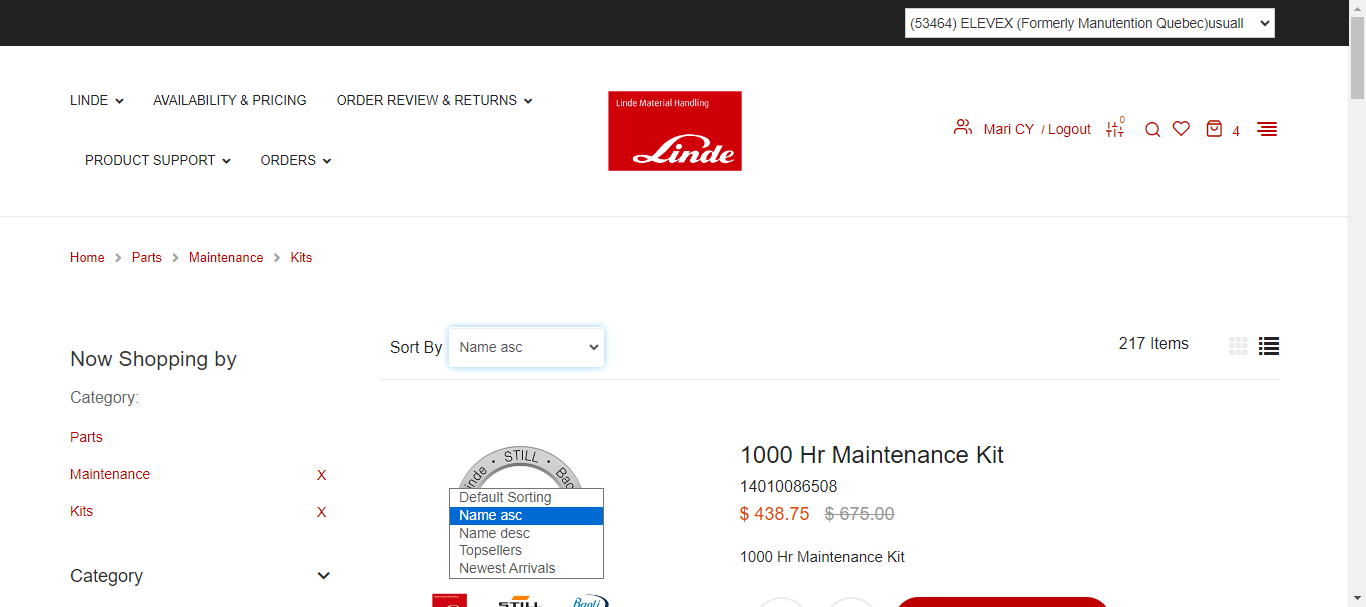 (53464) ELEVEX (Formerly Manutention Quebec)usuall
LINDE
AVAILABILITY & PRICING
ORDER REVIEW & RETURNS
Linde Material Handling
Linde
Mari CY / Logout
0
4
PRODUCT SUPPORT
ORDERS
Home > Parts > Maintenance > Kits
Now Shopping by
Sort By
Name asc
217 Items
Category:
Parts
Maintenance X
Kits X
Category
STILL
Default Sorting
Name asc
Name desc
Topsellers
Newest Arrivals
STILL
Baoli
1000 Hr Maintenance Kit
14010086508
$ 438.75 $ 675.00
1000 Hr Maintenance Kit